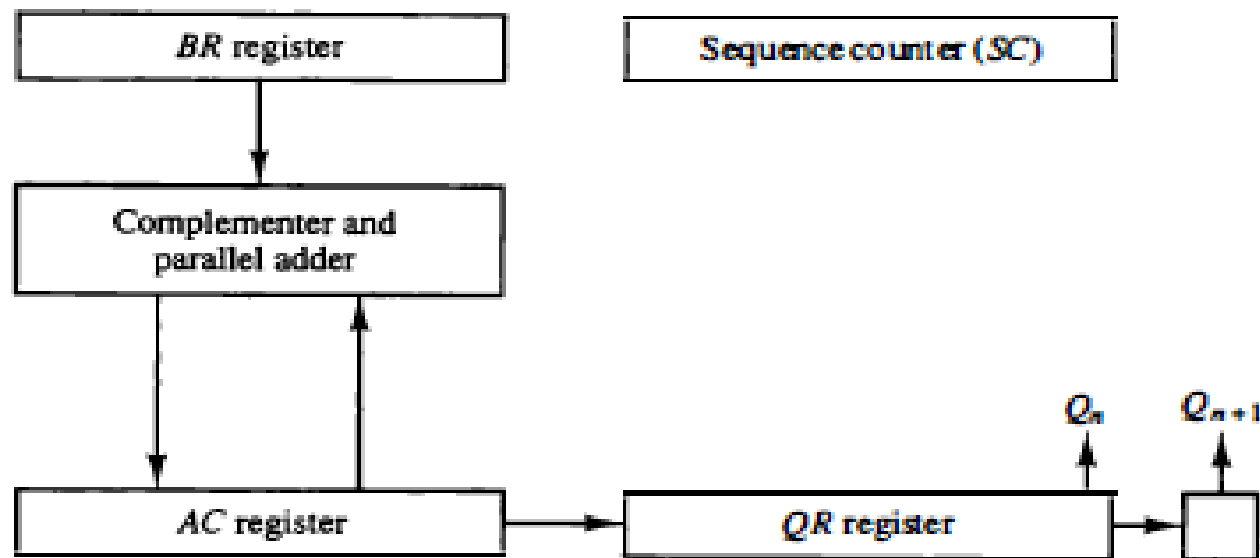 BR register
Sequence counter (SC)
Complementer and
parallel adder
Qn
Qn+1
AC register
QR register